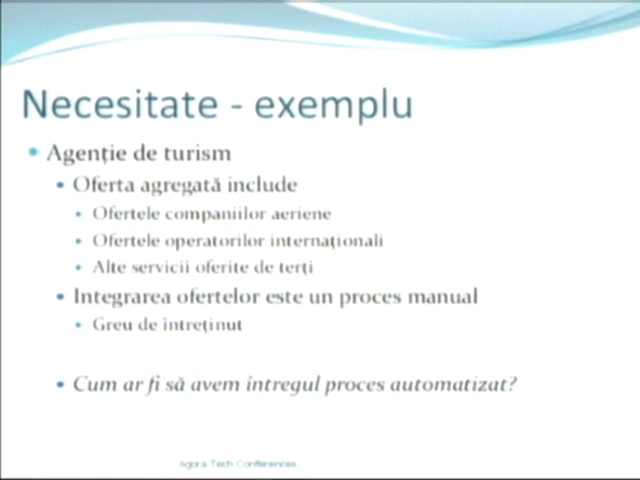 Necesitate - exemplu
Agenție de turism
Oferta agregată include
Ofertele companiilor aeriene
Ofertele operatorilor internaționali
Alte servicii oferite de terți
Integrarea ofertelor este un proces manual
Greu de întreținut
Cum ar fi să avem întregul proces automatizat?
Agora Tech Conferences